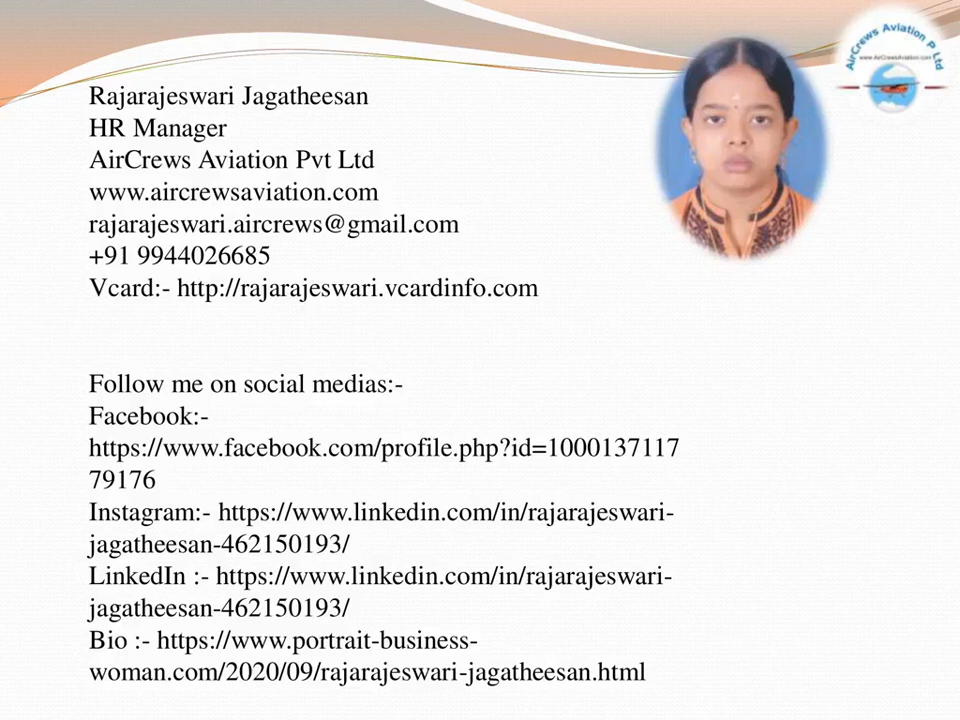 AirCrews Aviation P Ltd
www.AirCrewsAviation.com
Rajarajeswari Jagatheesan
HR Manager
AirCrews Aviation Pvt Ltd
www.aircrewsaviation.com
rajarajeswari.aircrews@gmail.com
+91 9944026685
Vcard:- http://rajarajeswari.vcardinfo.com
Follow me on social medias:-
Facebook:-
https://www.facebook.com/profile.php?id=1000137117
79176
Instagram:- https://www.linkedin.com/in/rajarajeswari-
jagatheesan-462150193/
LinkedIn :- https://www.linkedin.com/in/rajarajeswari-
jagatheesan-462150193/
Bio :- https://www.portrait-business-
woman.com/2020/09/rajarajeswari-jagatheesan.html